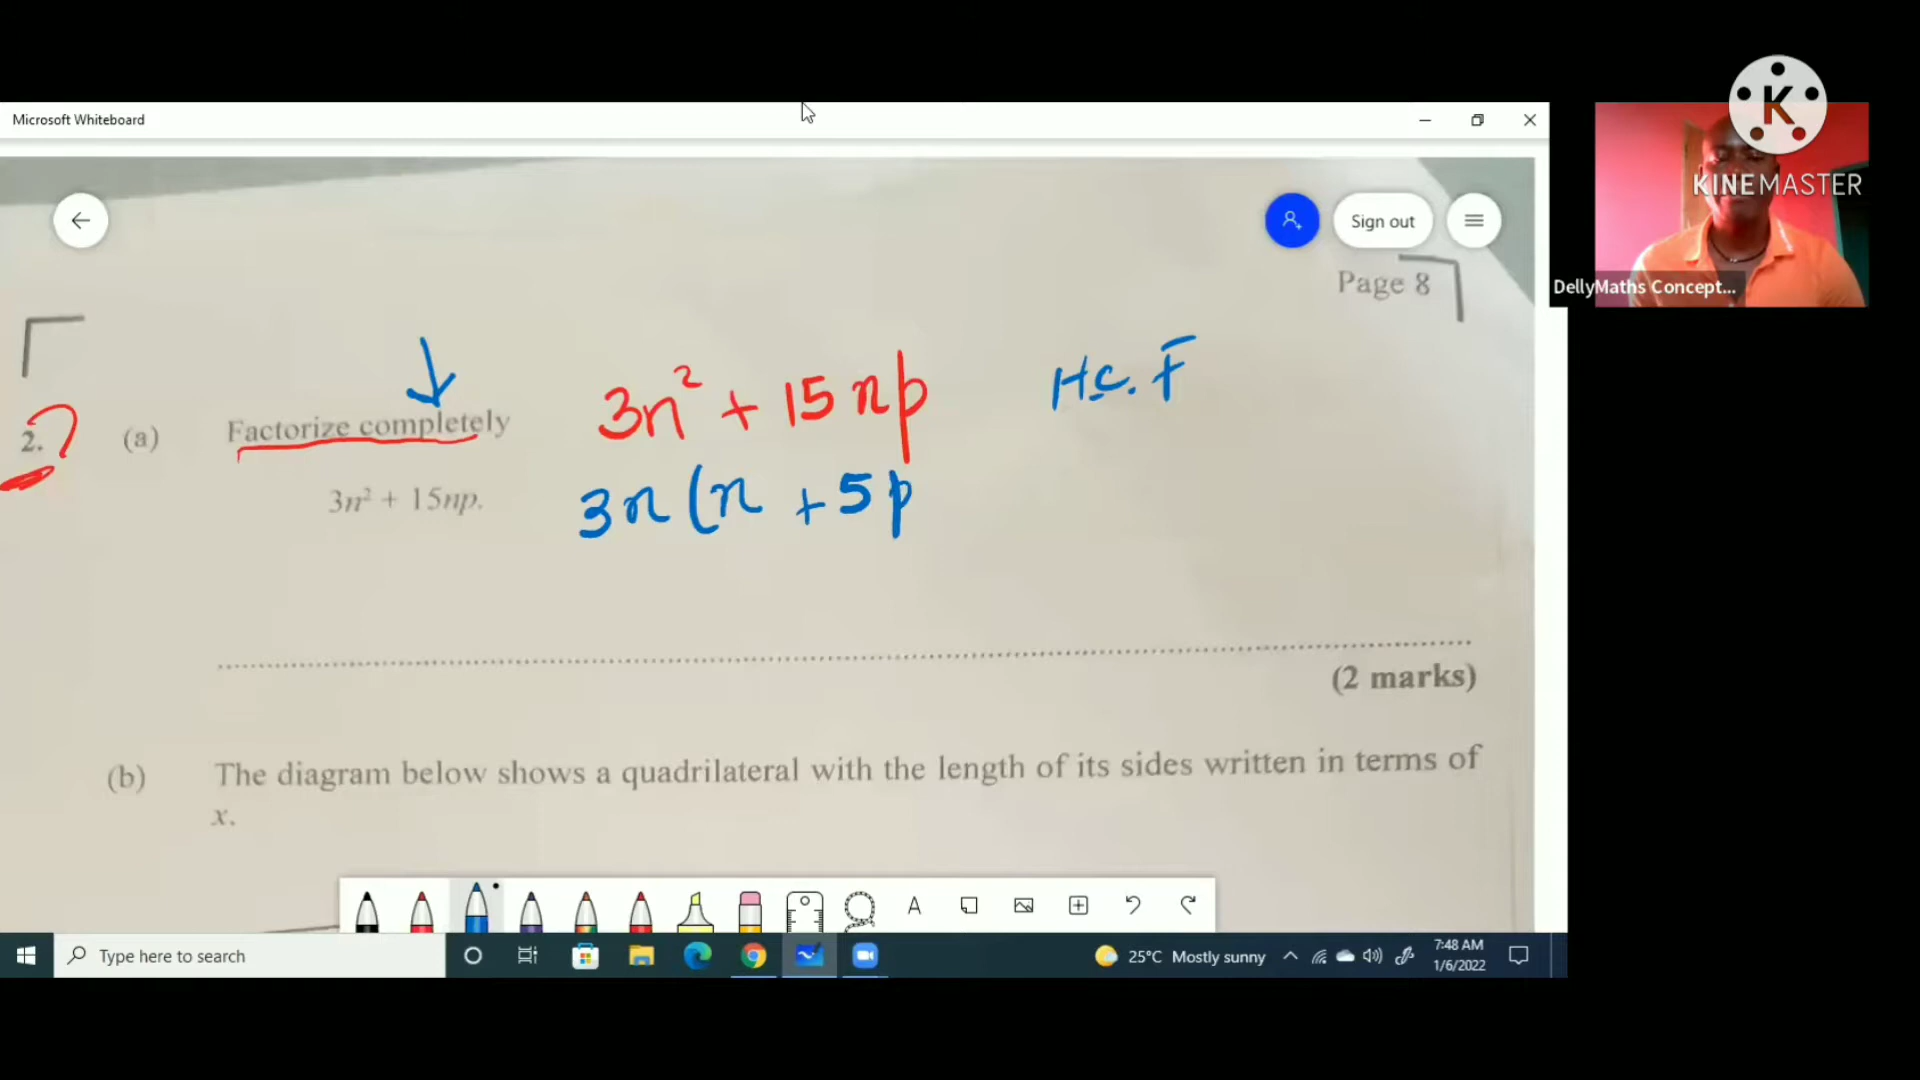 KINEMASTER
Microsoft Whiteboard
Sign out
Page 8
DellyMaths Concept...
3n² + 15np
H.C.F
2.
(a)
Factorize completely
3n² + 15np.
3n(n + 5p
(2 marks)
(b)
The diagram below shows a quadrilateral with the length of its sides written in terms of
x.
Type here to search
25°C Mostly sunny
7:48 AM
1/6/2022